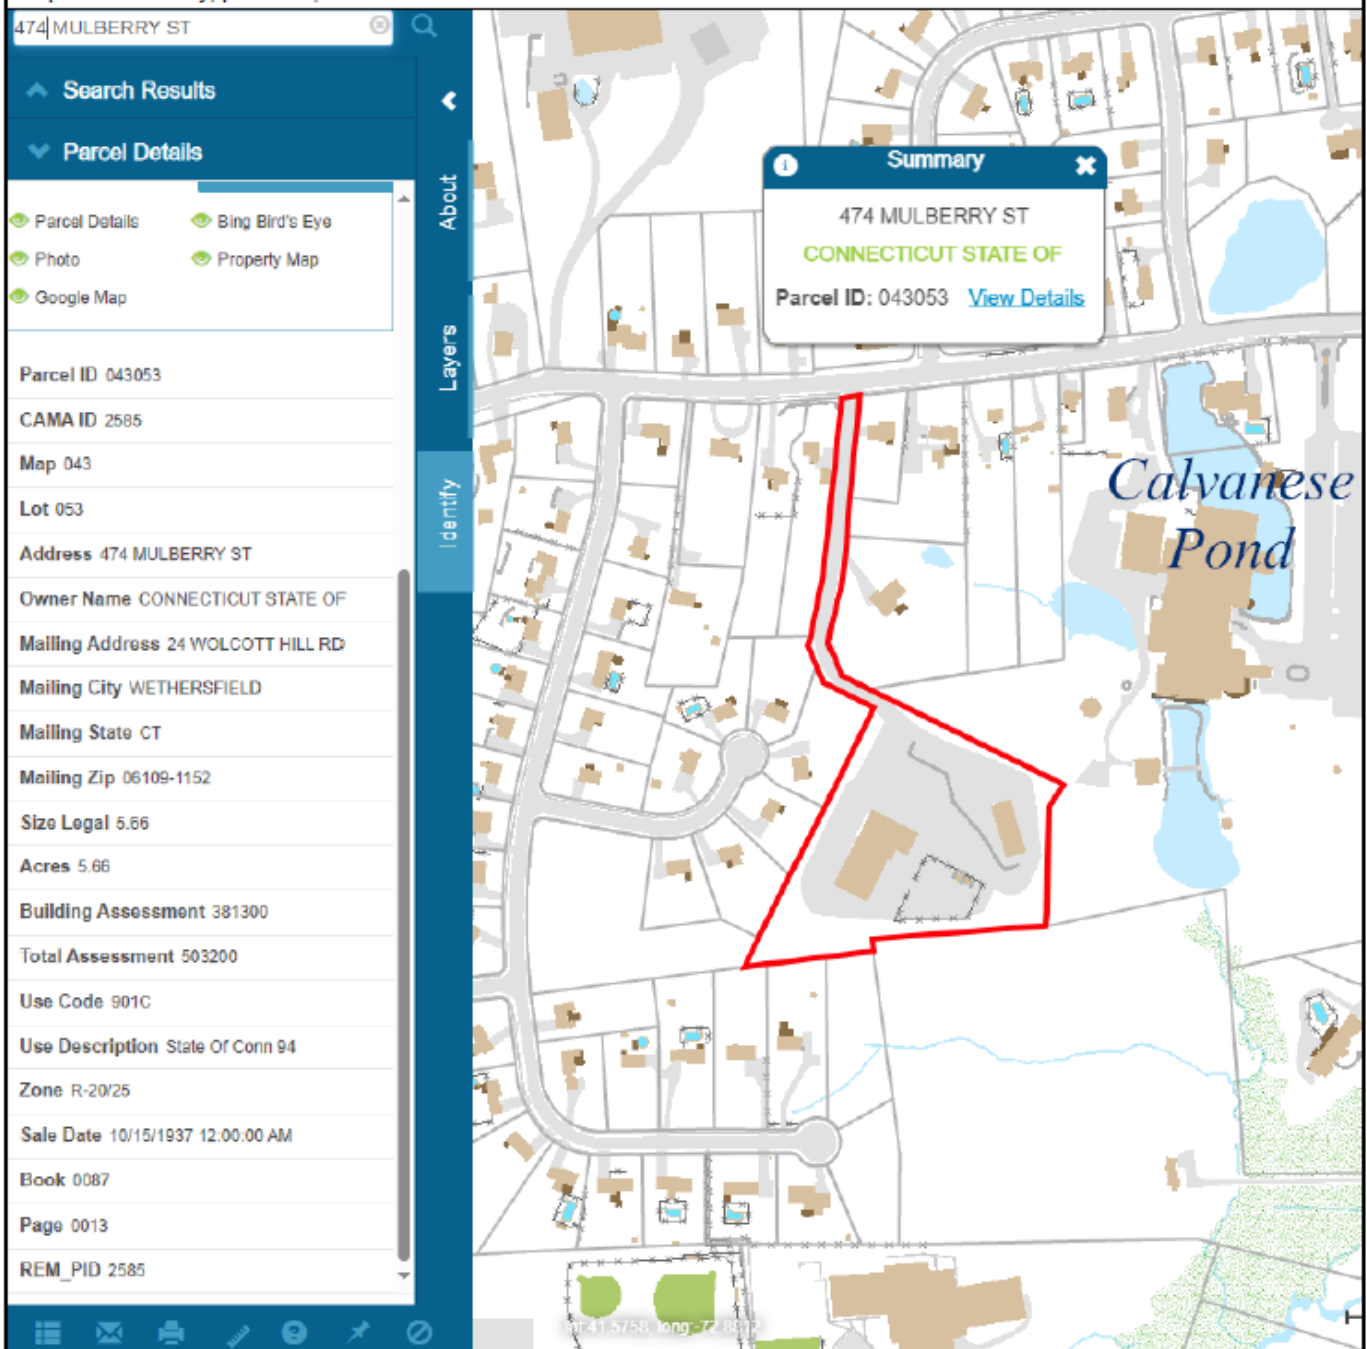 474 MULBERRY ST
Search Results
Parcel Details
Parcel Details
Bing Bird's Eye
Photo
Property Map
Google Map
Parcel ID 043053
CAMA ID 2585
Map 043
Lot 053
Address 474 MULBERRY ST
Owner Name CONNECTICUT STATE OF
Mailing Address 24 WOLCOTT HILL RD
Mailing City WETHERSFIELD
Mailing State CT
Mailing Zip 06109-1152
Size Legal 5.66
Acres 5.66
Building Assessment 381300
Total Assessment 503200
Use Code 901C
Use Description State Of Conn 94
Zone R-20/25
Sale Date 10/15/1937 12:00:00 AM
Book 0087
Page 0013
REM_PID 2585
About
Layers
Identify
Summary
474 MULBERRY ST
CONNECTICUT STATE OF
Parcel ID: 043053 View Details
Calvanese
Pond
41.5758, long: